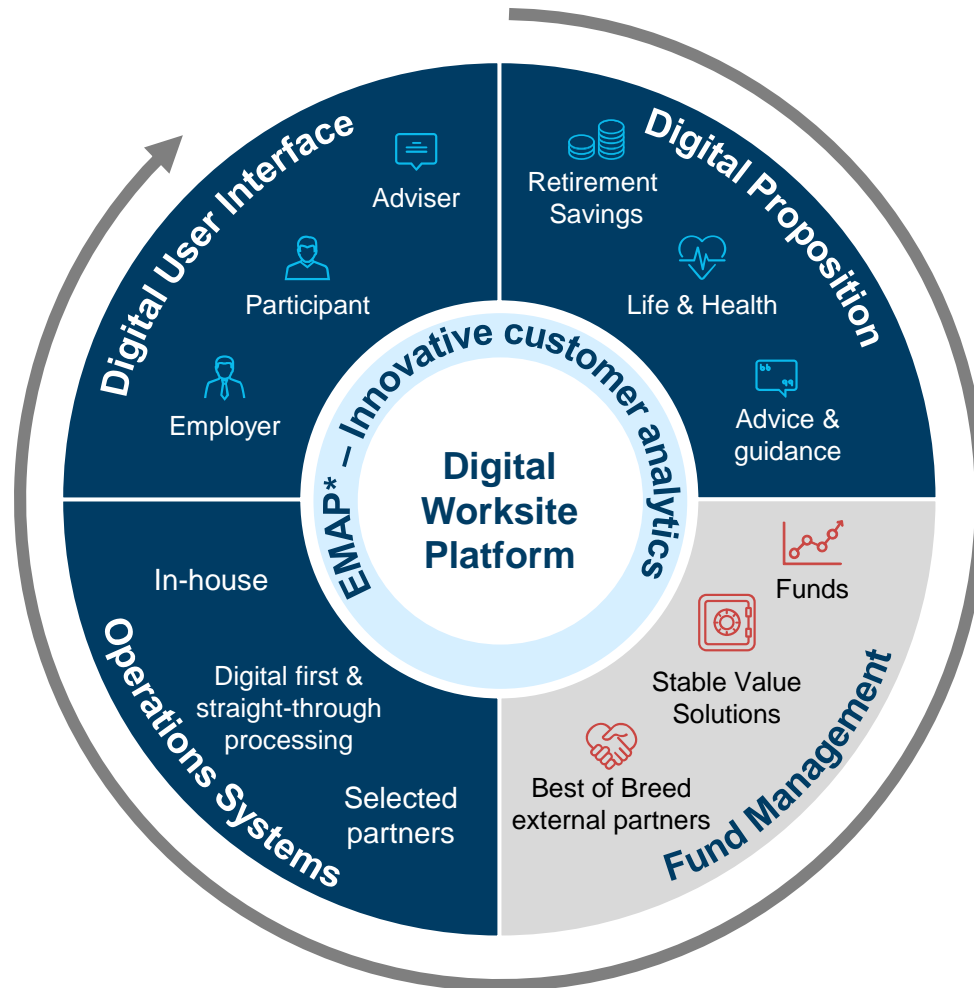 Digital User Interface
Adviser
Participant
Employer
Digital Proposition
Retirement
Savings
Life & Health
Advice &
guidance
EMAP* – Innovative customer analytics
Digital
Worksite
Platform
Operations Systems
In-house
Digital first &
straight-through
processing
Selected
partners
Fund Management
Funds
Stable Value
Solutions
Best of Breed
external partners